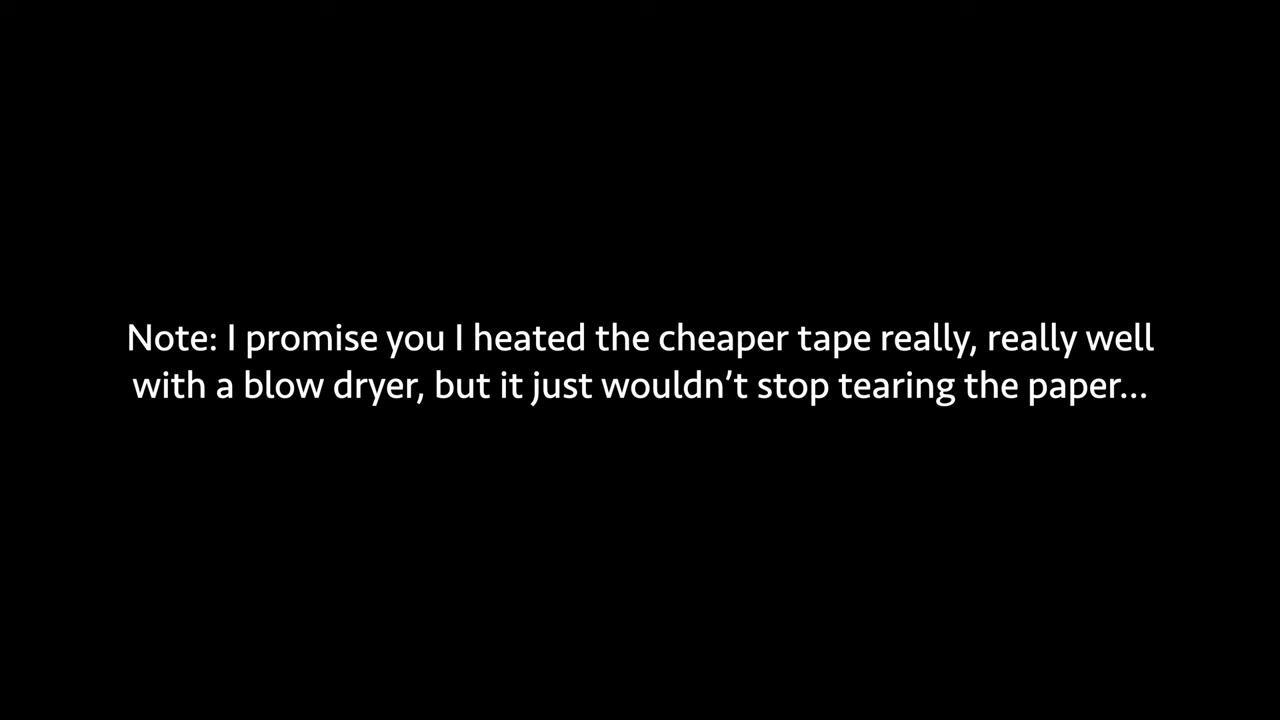 Note: I promise you I heated the cheaper tape really, really well
with a blow dryer, but it just wouldn’t stop tearing the paper...